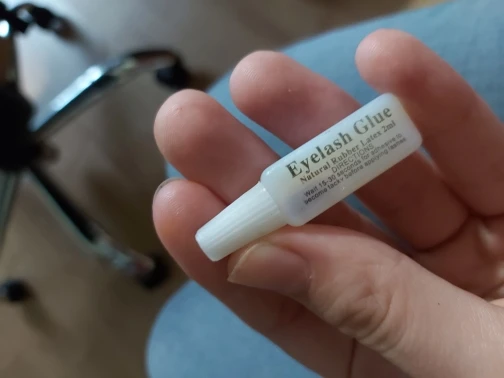 Eyelash Glue
Natural Rubber Latex 2ml
DIRECTIONS
Wait 15-30 seconds for adhesive to
become tacky before applying lashes